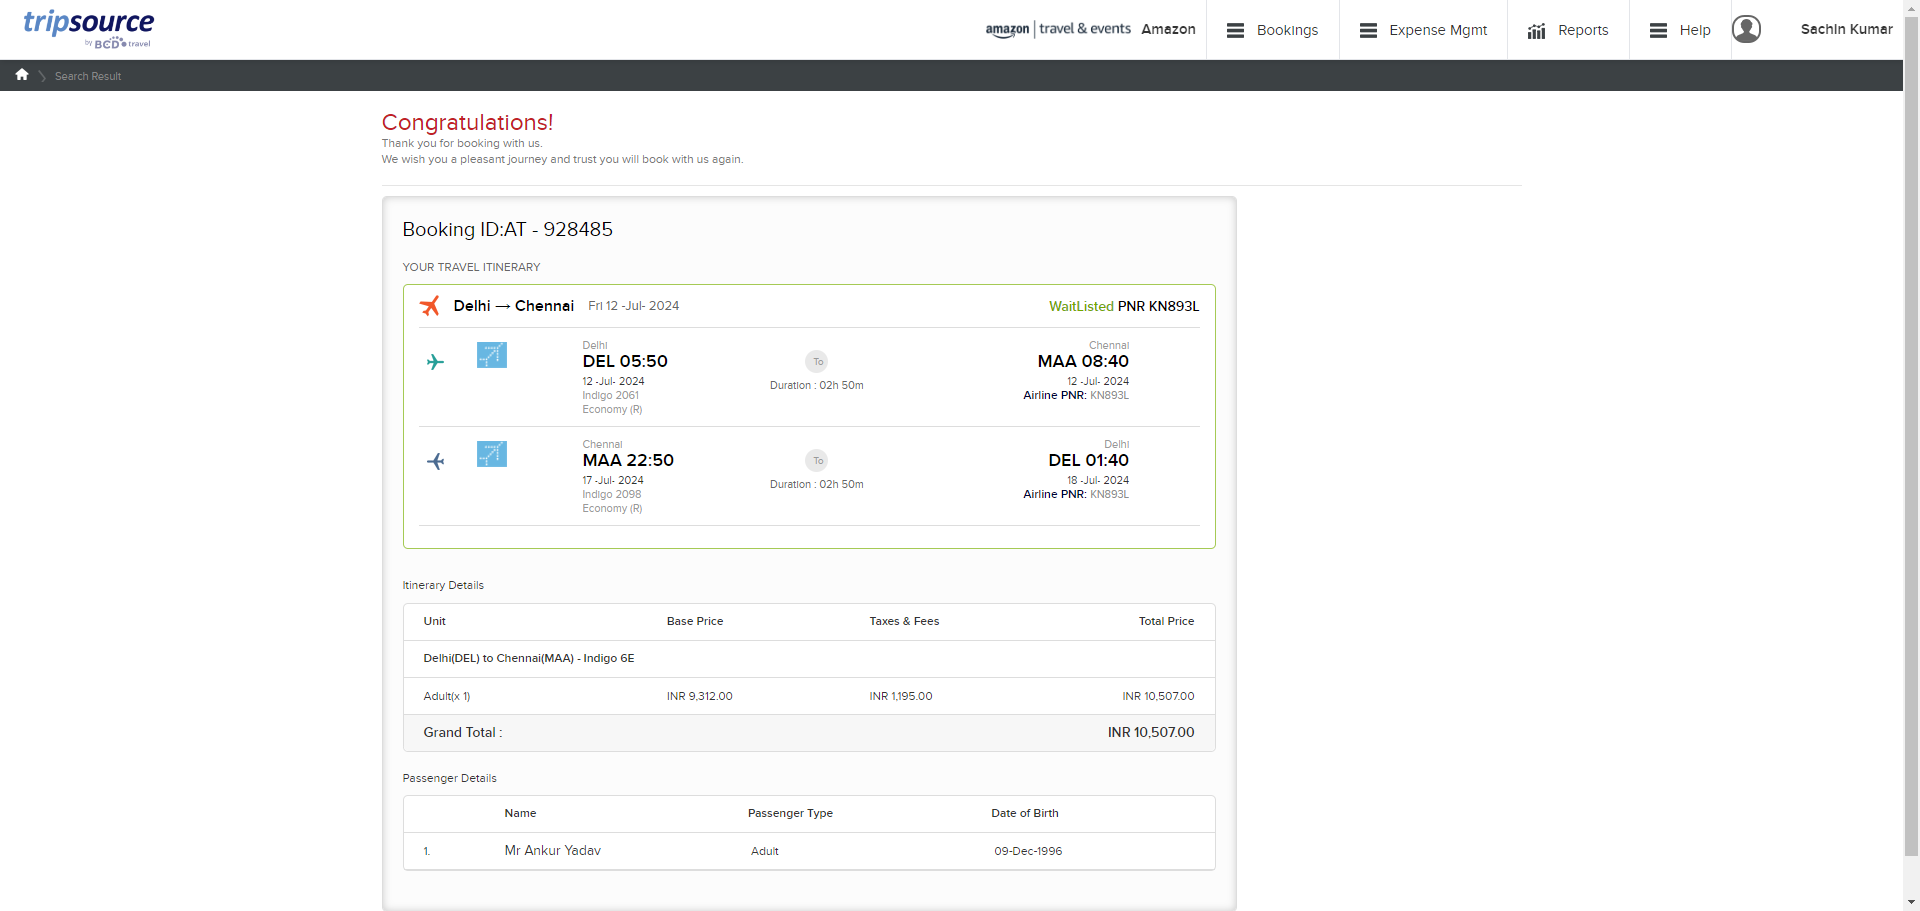 tripsource
by BCD travel
amazon | travel & events Amazon
Bookings
Expense Mgmt
Reports
Help
Sachin Kumar
Search Result
Congratulations!
Thank you for booking with us.
We wish you a pleasant journey and trust you will book with us again.
Booking ID:AT - 928485
YOUR TRAVEL ITINERARY
Delhi → Chennai Fri 12 -Jul- 2024 WaitListed PNR KN893L
Delhi Chennai
DEL 05:50 To MAA 08:40
12 -Jul- 2024 Duration : 02h 50m 12 -Jul- 2024
Indigo 2061 Airline PNR: KN893L
Economy (R)
Chennai Delhi
MAA 22:50 To DEL 01:40
17 -Jul- 2024 Duration : 02h 50m 18 -Jul- 2024
Indigo 2098 Airline PNR: KN893L
Economy (R)
Itinerary Details
Unit Base Price Taxes & Fees Total Price
Delhi(DEL) to Chennai(MAA) - Indigo 6E
Adult(x 1) INR 9,312.00 INR 1,195.00 INR 10,507.00
Grand Total : INR 10,507.00
Passenger Details
Name Passenger Type Date of Birth
1. Mr Ankur Yadav Adult 09-Dec-1996